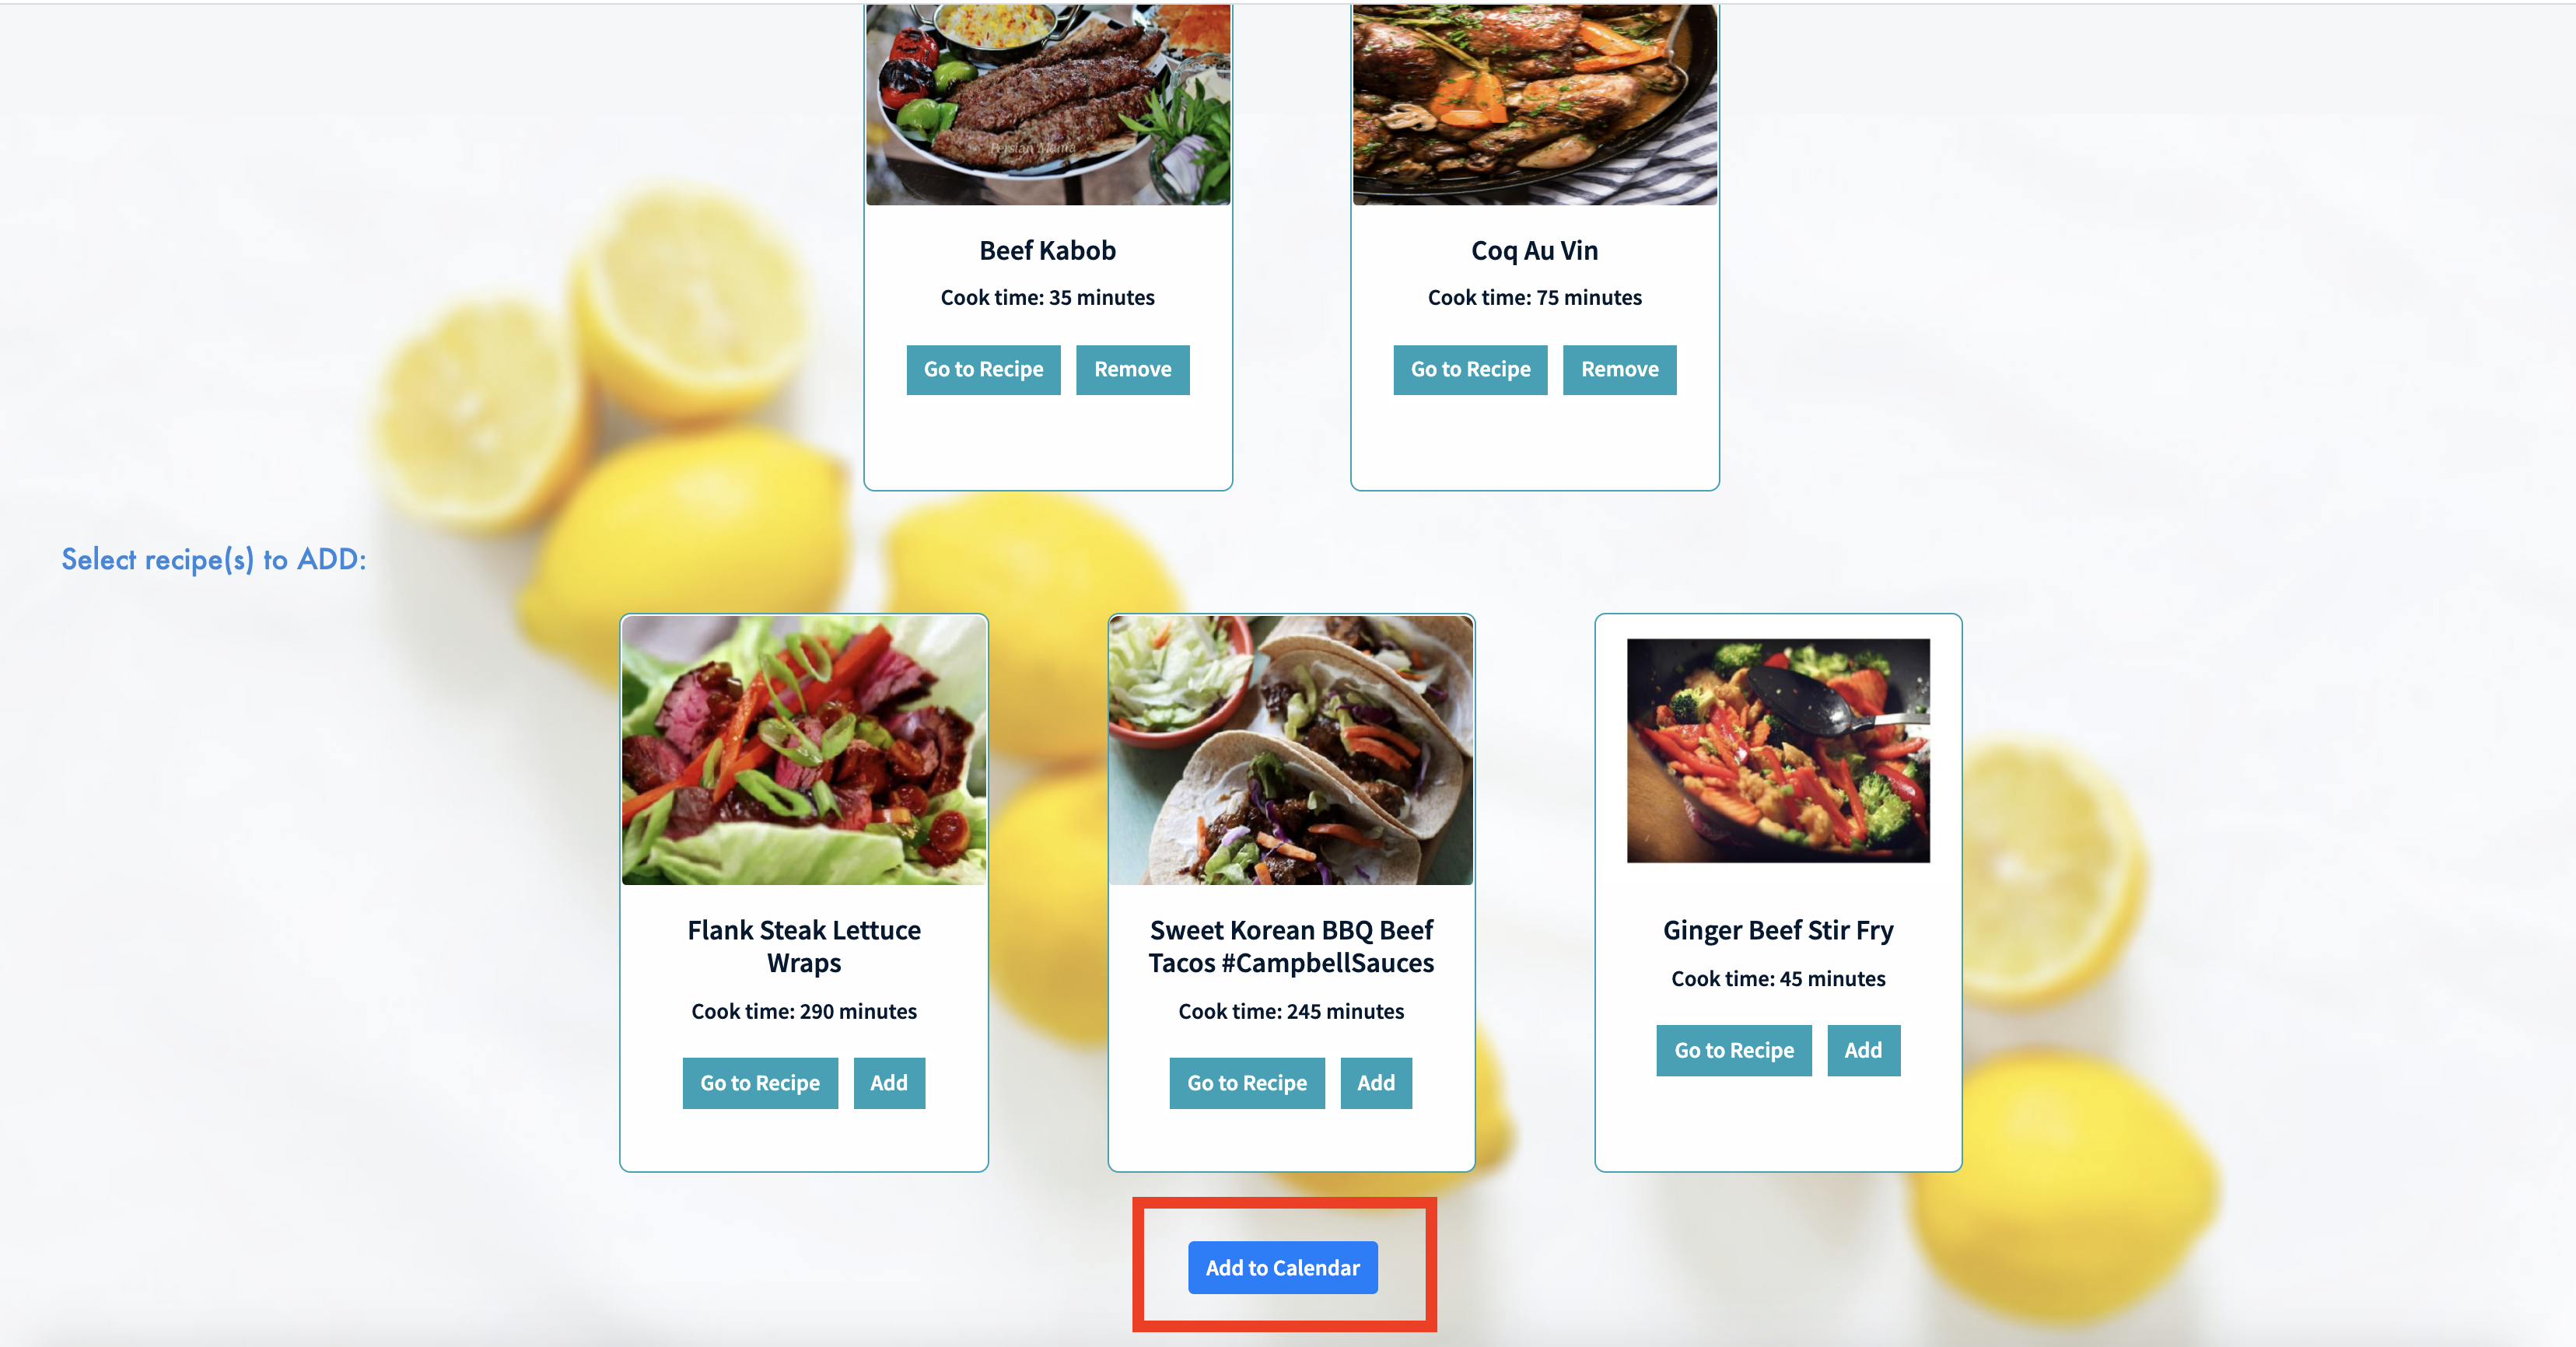 Persian Mama
Beef Kabob
Cook time: 35 minutes
Go to Recipe
Remove
Coq Au Vin
Cook time: 75 minutes
Go to Recipe
Remove
Select recipe(s) to ADD:
Flank Steak Lettuce
Wraps
Cook time: 290 minutes
Go to Recipe
Add
Sweet Korean BBQ Beef
Tacos #CampbellSauces
Cook time: 245 minutes
Go to Recipe
Add
Ginger Beef Stir Fry
Cook time: 45 minutes
Go to Recipe
Add
Add to Calendar